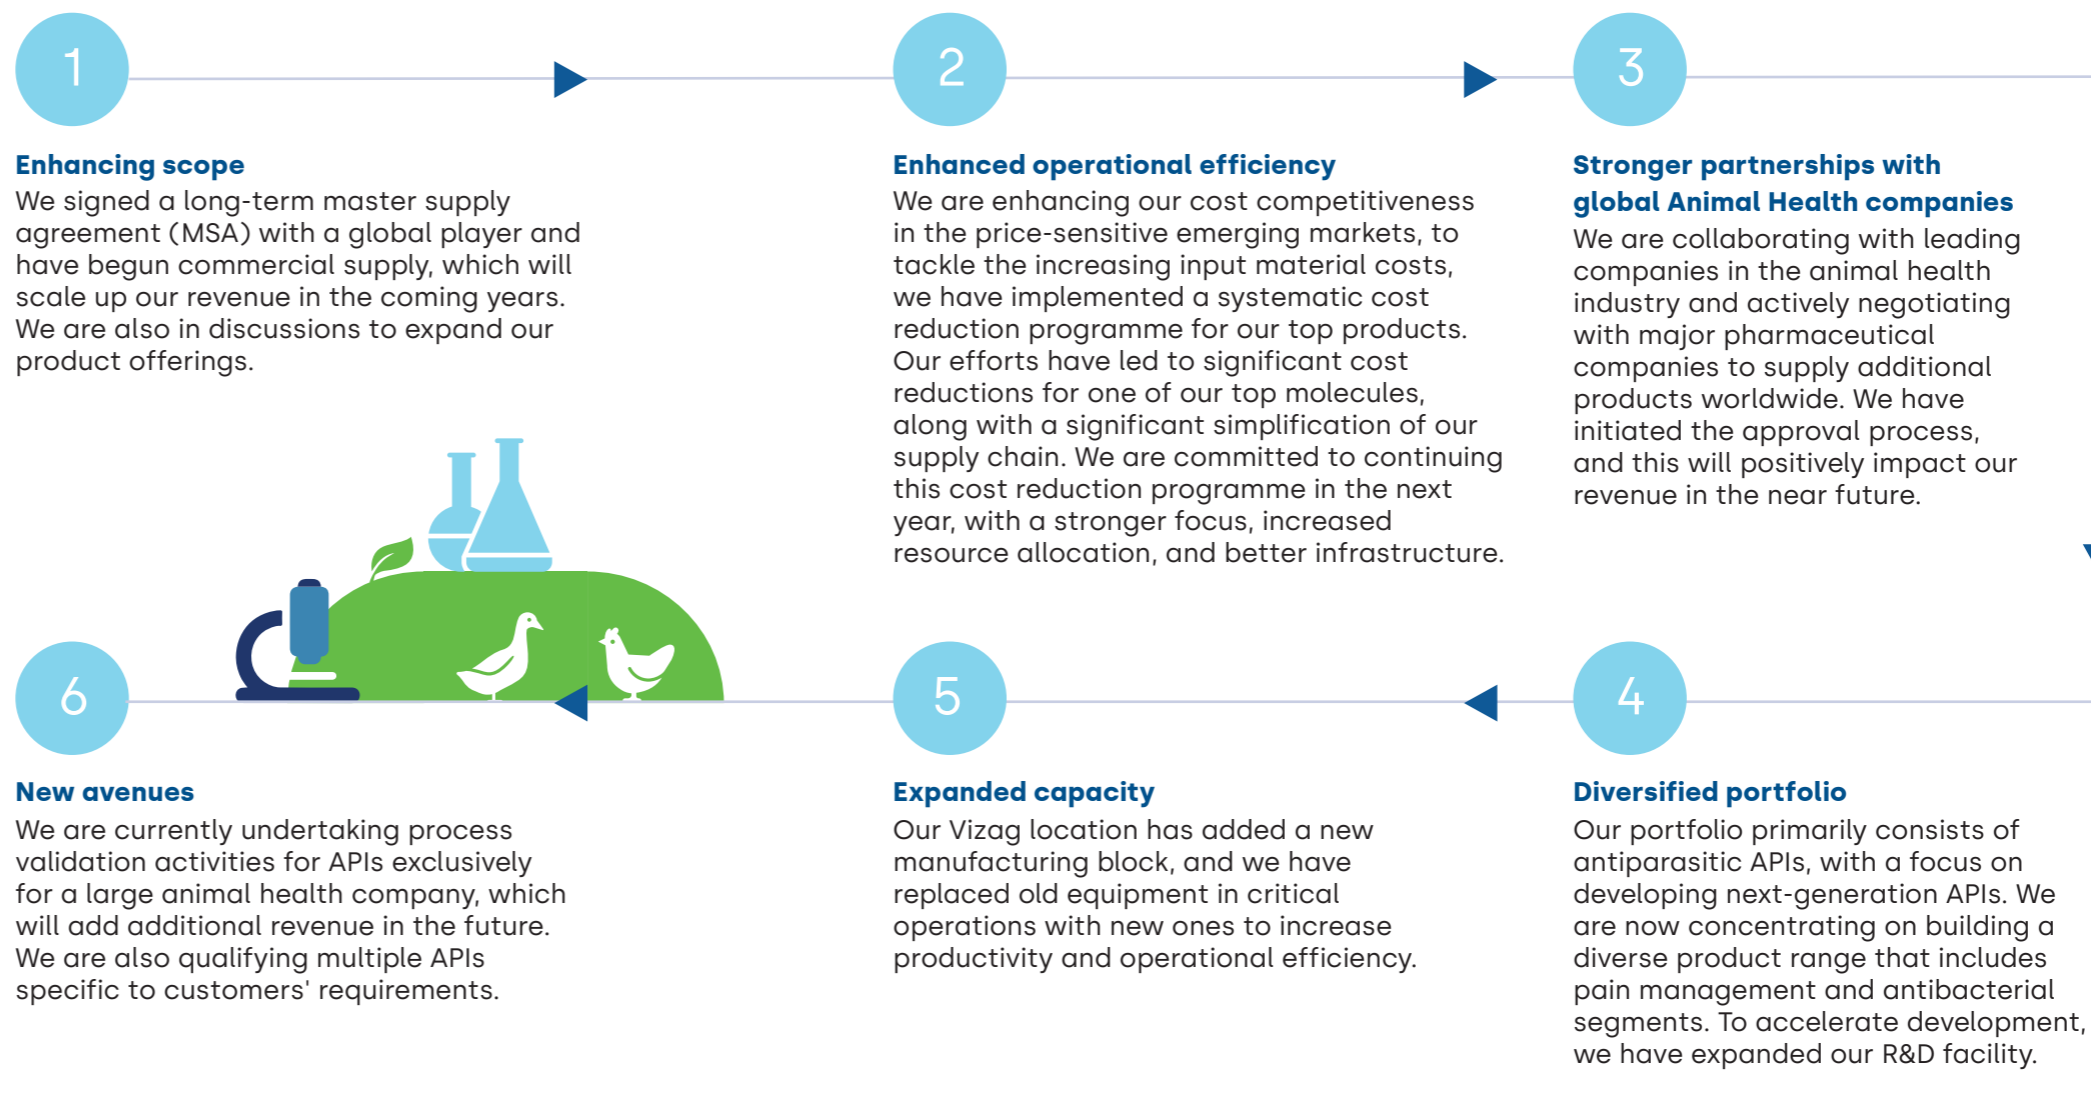 1
Enhancing scope
We signed a long-term master supply
agreement (MSA) with a global player and
have begun commercial supply, which will
scale up our revenue in the coming years.
We are also in discussions to expand our
product offerings.
2
Enhanced operational efficiency
We are enhancing our cost competitiveness
in the price-sensitive emerging markets, to
tackle the increasing input material costs,
we have implemented a systematic cost
reduction programme for our top products.
Our efforts have led to significant cost
reductions for one of our top molecules,
along with a significant simplification of our
supply chain. We are committed to continuing
this cost reduction programme in the next
year, with a stronger focus, increased
resource allocation, and better infrastructure.
3
Stronger partnerships with
global Animal Health companies
We are collaborating with leading
companies in the animal health
industry and actively negotiating
with major pharmaceutical
companies to supply additional
products worldwide. We have
initiated the approval process,
and this will positively impact our
revenue in the near future.
4
Diversified portfolio
Our portfolio primarily consists of
antiparasitic APIs, with a focus on
developing next-generation APIs. We
are now concentrating on building a
diverse product range that includes
pain management and antibacterial
segments. To accelerate development,
we have expanded our R&D facility.
5
Expanded capacity
Our Vizag location has added a new
manufacturing block, and we have
replaced old equipment in critical
operations with new ones to increase
productivity and operational efficiency.
6
New avenues
We are currently undertaking process
validation activities for APIs exclusively
for a large animal health company, which
will add additional revenue in the future.
We are also qualifying multiple APIs
specific to customers' requirements.